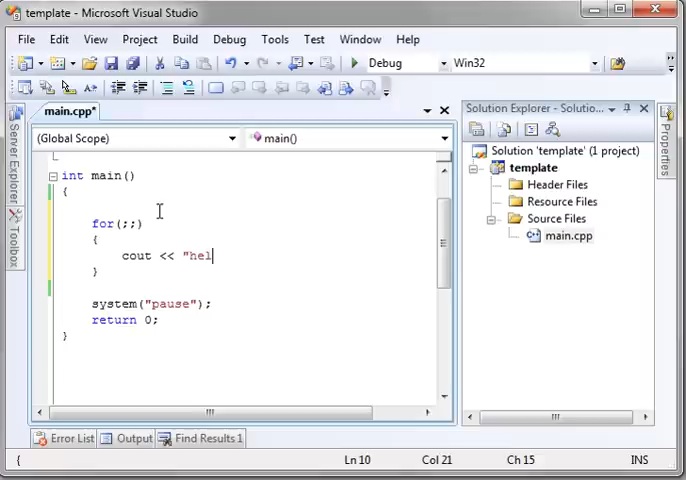 template - Microsoft Visual Studio
File Edit View Project Build Debug Tools Test Window Help
Debug Win32
main.cpp*
(Global Scope) main()
int main()
{
for(;;)
{
cout << "hel
}
system("pause");
return 0;
}
Server Explorer
Toolbox
Solution Explorer - Solutio...
Solution 'template' (1 project)
template
Header Files
Resource Files
Source Files
main.cpp
Properties
Error List Output Find Results 1
{ Ln 10 Col 21 Ch 15 INS